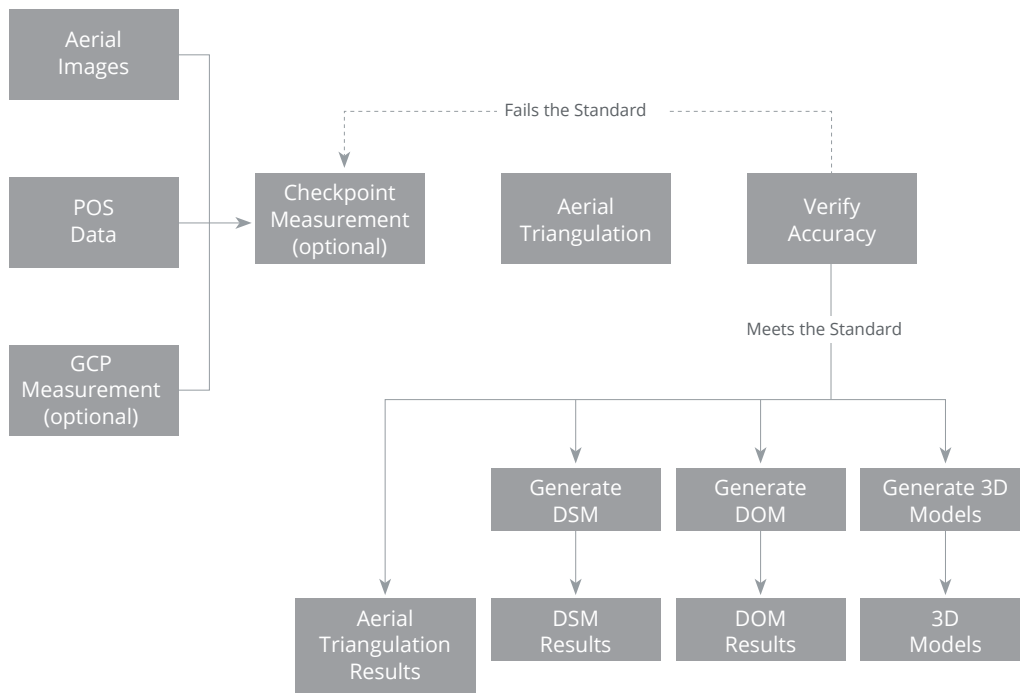 Aerial
Images
Fails the Standard
POS
Data
Checkpoint
Measurement
(optional)
Aerial
Triangulation
Verify
Accuracy
Meets the Standard
GCP
Measurement
(optional)
Generate
DSM
Generate
DOM
Generate 3D
Models
Aerial
Triangulation
Results
DSM
Results
DOM
Results
3D
Models